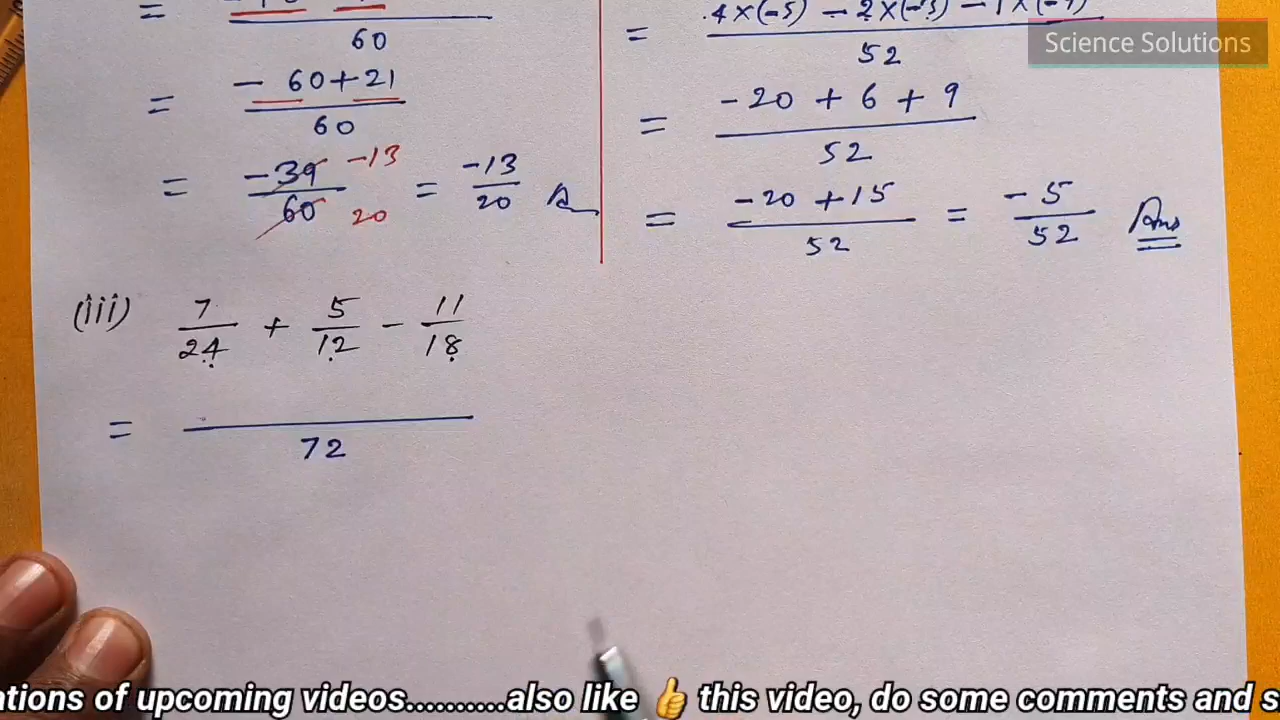 =
60
= - 60 + 21
60
= -39 -13 = -13
60 20 20
4 × (-5) - 2 × (-3) - 1 × (-9)
=
52
= -20 + 6 + 9
52
= -20 + 15 = -5 Ans
52 52
(iii) 7 + 5 - 11
24 12 18
=
72
Science Solutions
ations of upcoming videos..........also like 👍 this video, do some comments and s